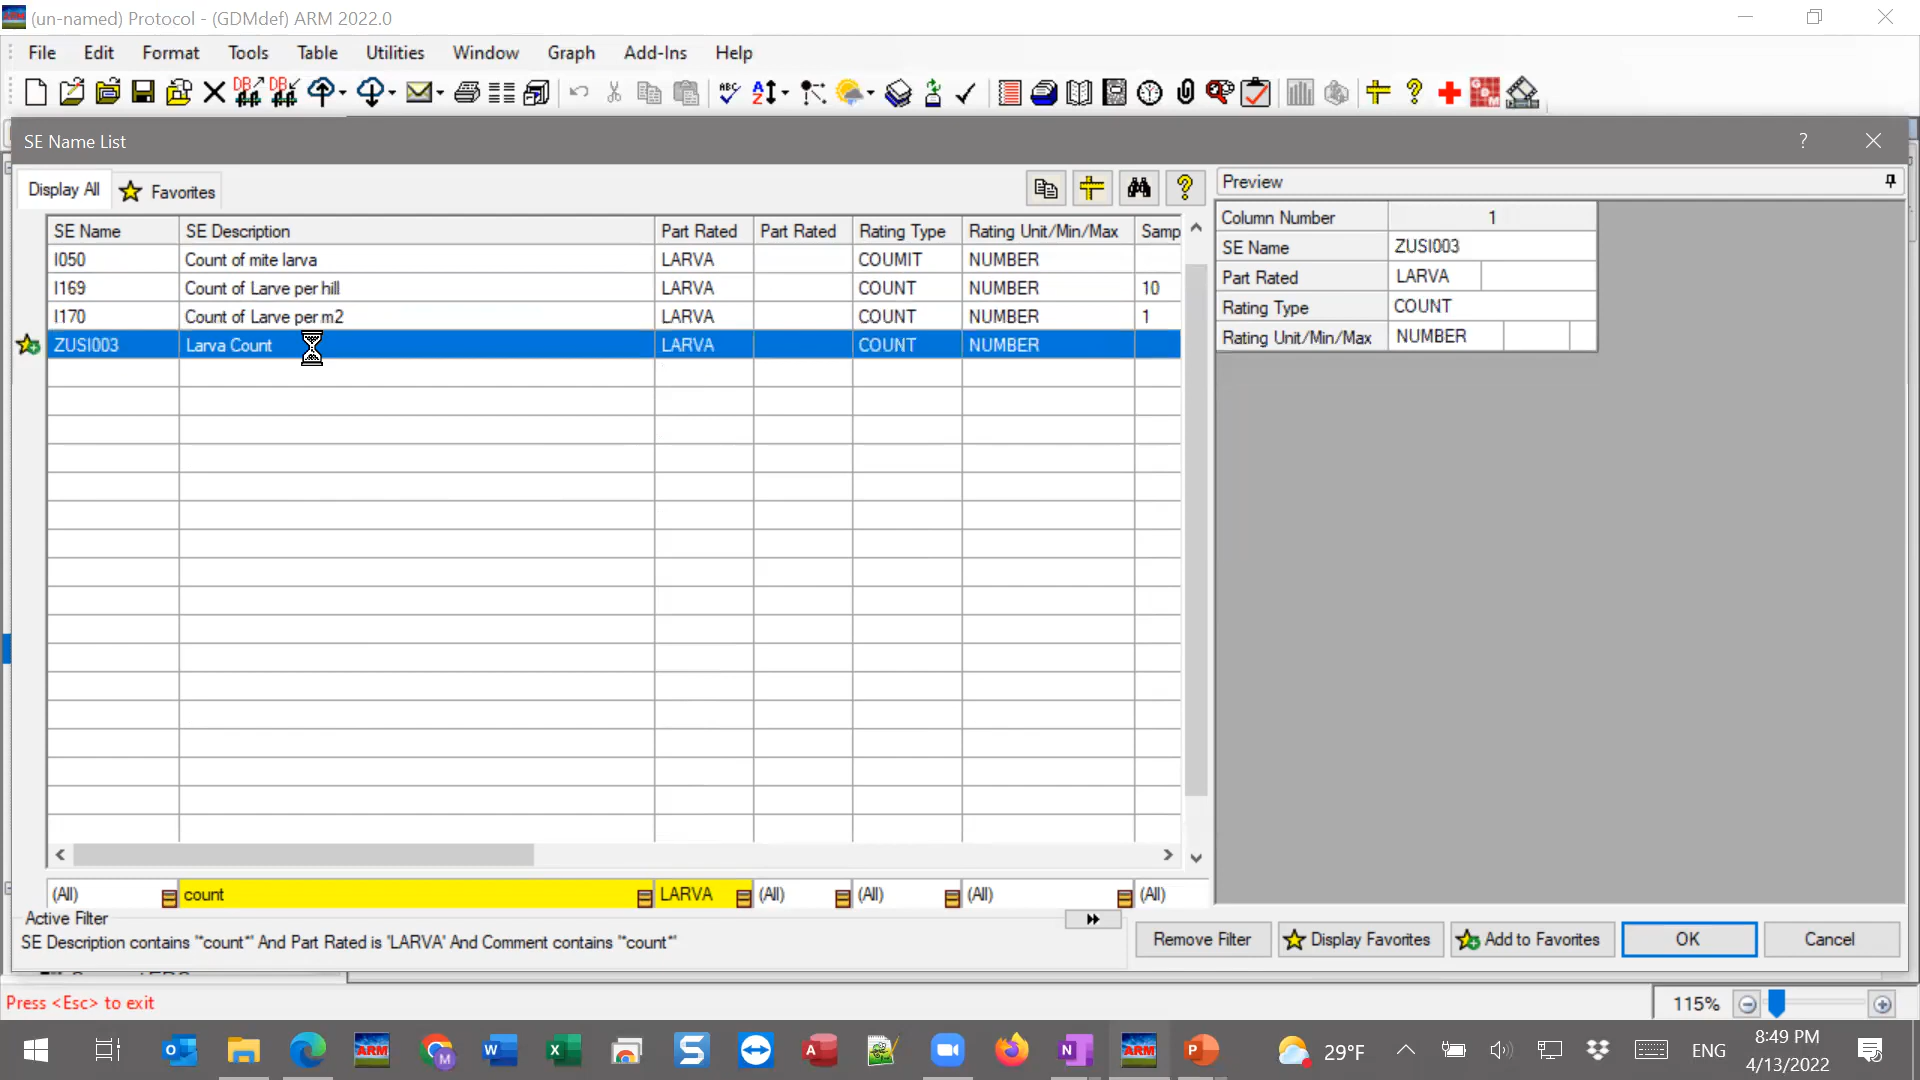 (un-named) Protocol - (GDMdef) ARM 2022.0
File Edit Format Tools Table Utilities Window Graph Add-Ins Help
SE Name List
Display All Favorites
SE Name SE Description Part Rated Part Rated Rating Type Rating Unit/Min/Max Samp
I050 Count of mite larva LARVA COUMIT NUMBER
I169 Count of Larve per hill LARVA COUNT NUMBER 10
I170 Count of Larve per m2 LARVA COUNT NUMBER 1
ZUSI003 Larva Count LARVA COUNT NUMBER
(All) count LARVA (All) (All) (All) (All)
Active Filter
SE Description contains '*count*' And Part Rated is 'LARVA' And Comment contains '*count*'
Preview
Column Number 1
SE Name ZUSI003
Part Rated LARVA
Rating Type COUNT
Rating Unit/Min/Max NUMBER
Remove Filter Display Favorites Add to Favorites OK Cancel
Press <Esc> to exit
115%
29°F
ENG
8:49 PM
4/13/2022